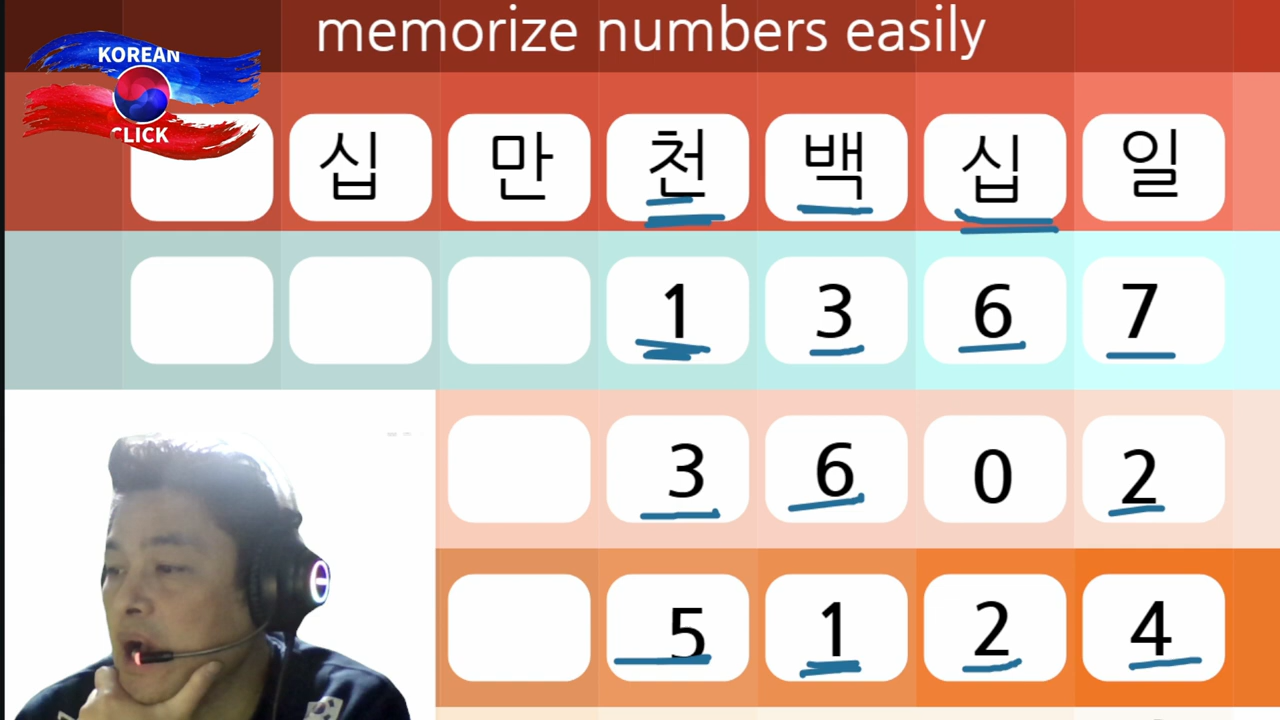 memorize numbers easily
KOREAN
CLICK
십 만 천 백 십 일
1 3 6 7
3 6 0 2
5 1 2 4